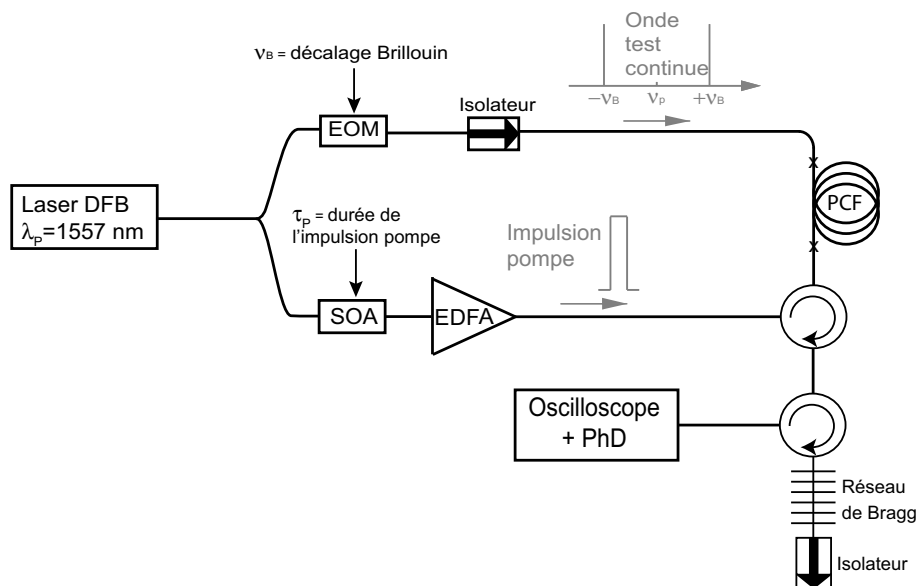 νB = décalage Brillouin
Onde
test
continue
−νB νp +νB
Isolateur
EOM
Laser DFB
λP=1557 nm
PCF
τP = durée de
l'impulsion pompe
Impulsion
pompe
SOA
EDFA
Oscilloscope
+ PhD
Réseau
de Bragg
Isolateur